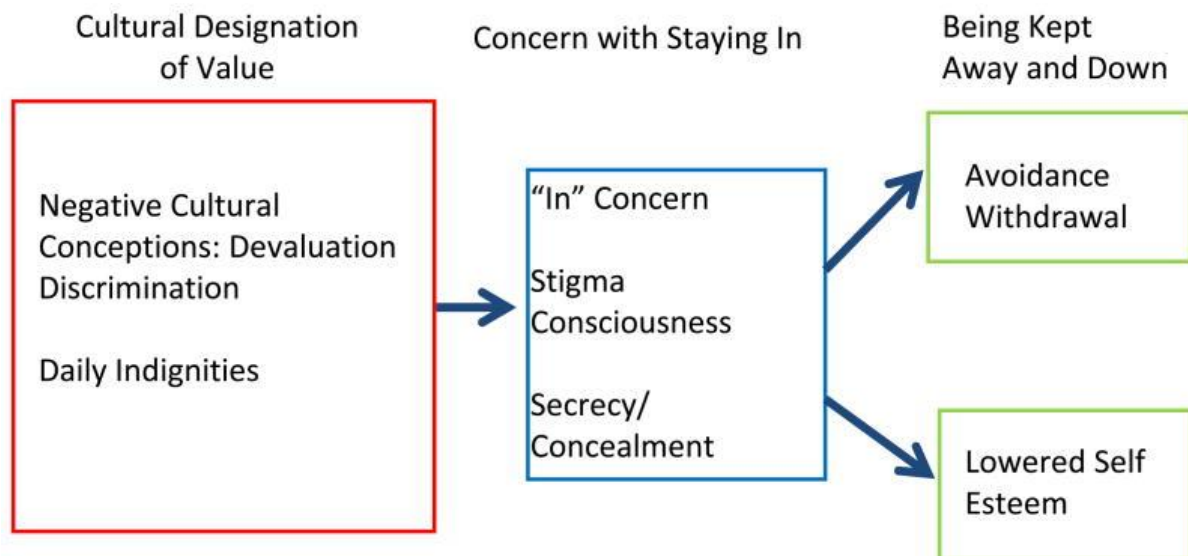 Cultural Designation
of Value
Concern with Staying In
Being Kept
Away and Down
Negative Cultural
Conceptions: Devaluation
Discrimination
Daily Indignities
“In” Concern
Stigma
Consciousness
Secrecy/
Concealment
Avoidance
Withdrawal
Lowered Self
Esteem